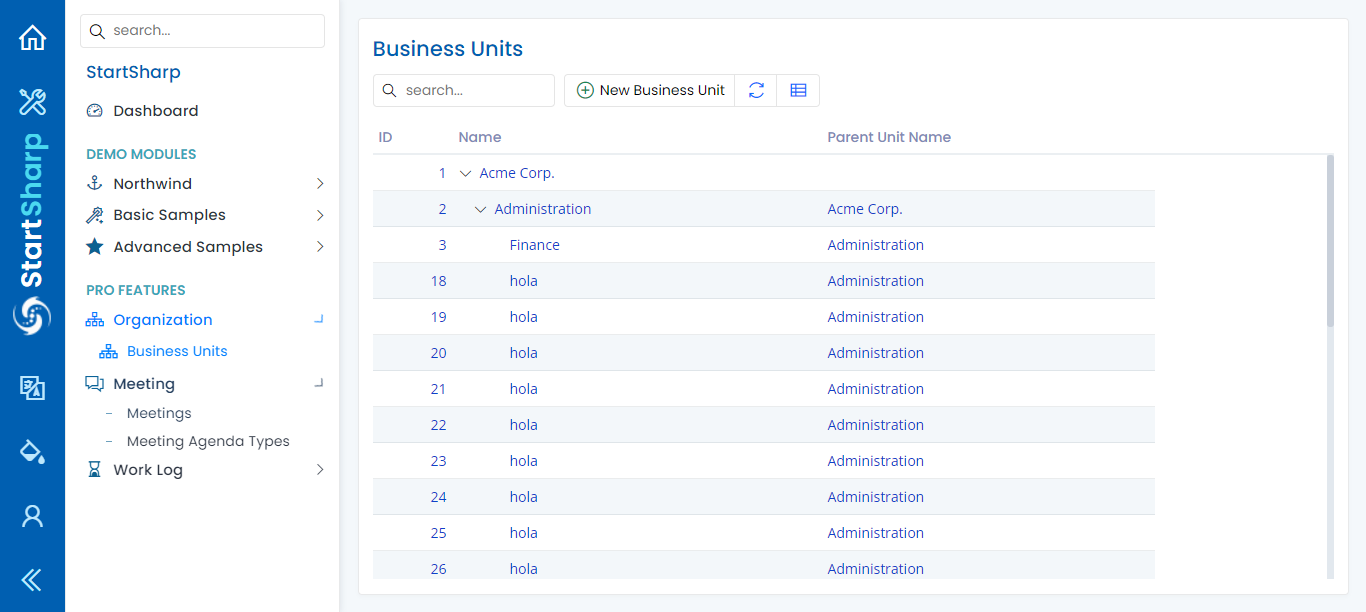 StartSharp
search...
StartSharp
Dashboard
DEMO MODULES
Northwind
Basic Samples
Advanced Samples
PRO FEATURES
Organization
Business Units
Meeting
Meetings
Meeting Agenda Types
Work Log
Business Units
search... New Business Unit
ID Name Parent Unit Name
1 Acme Corp.
2 Administration Acme Corp.
3 Finance Administration
18 hola Administration
19 hola Administration
20 hola Administration
21 hola Administration
22 hola Administration
23 hola Administration
24 hola Administration
25 hola Administration
26 hola Administration